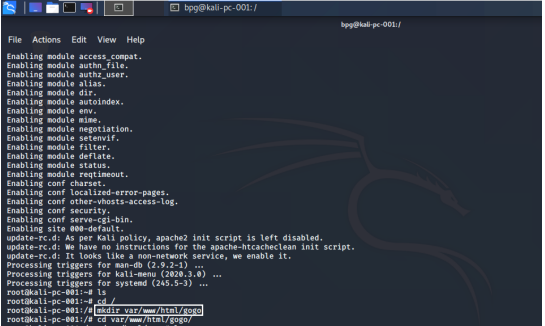 bpg@kali-pc-001: /
bpg@kali-pc-001:/
File Actions Edit View Help
Enabling module access_compat.
Enabling module authn_file.
Enabling module authz_user.
Enabling module alias.
Enabling module dir.
Enabling module autoindex.
Enabling module env.
Enabling module mime.
Enabling module negotiation.
Enabling module setenvif.
Enabling module filter.
Enabling module deflate.
Enabling module status.
Enabling module reqtimeout.
Enabling conf charset.
Enabling conf localized-error-pages.
Enabling conf other-vhosts-access-log.
Enabling conf security.
Enabling conf serve-cgi-bin.
Enabling site 000-default.
update-rc.d: As per Kali policy, apache2 init script is left disabled.
update-rc.d: We have no instructions for the apache-htcacheclean init script.
update-rc.d: It looks like a non-network service, we enable it.
Processing triggers for man-db (2.9.2-1) ...
Processing triggers for kali-menu (2020.3.0) ...
Processing triggers for systemd (245.5-3) ...
root@kali-pc-001:~# ls
root@kali-pc-001:~# cd /
root@kali-pc-001:/# mkdir var/www/html/gogo
root@kali-pc-001:/# cd var/www/html/gogo/